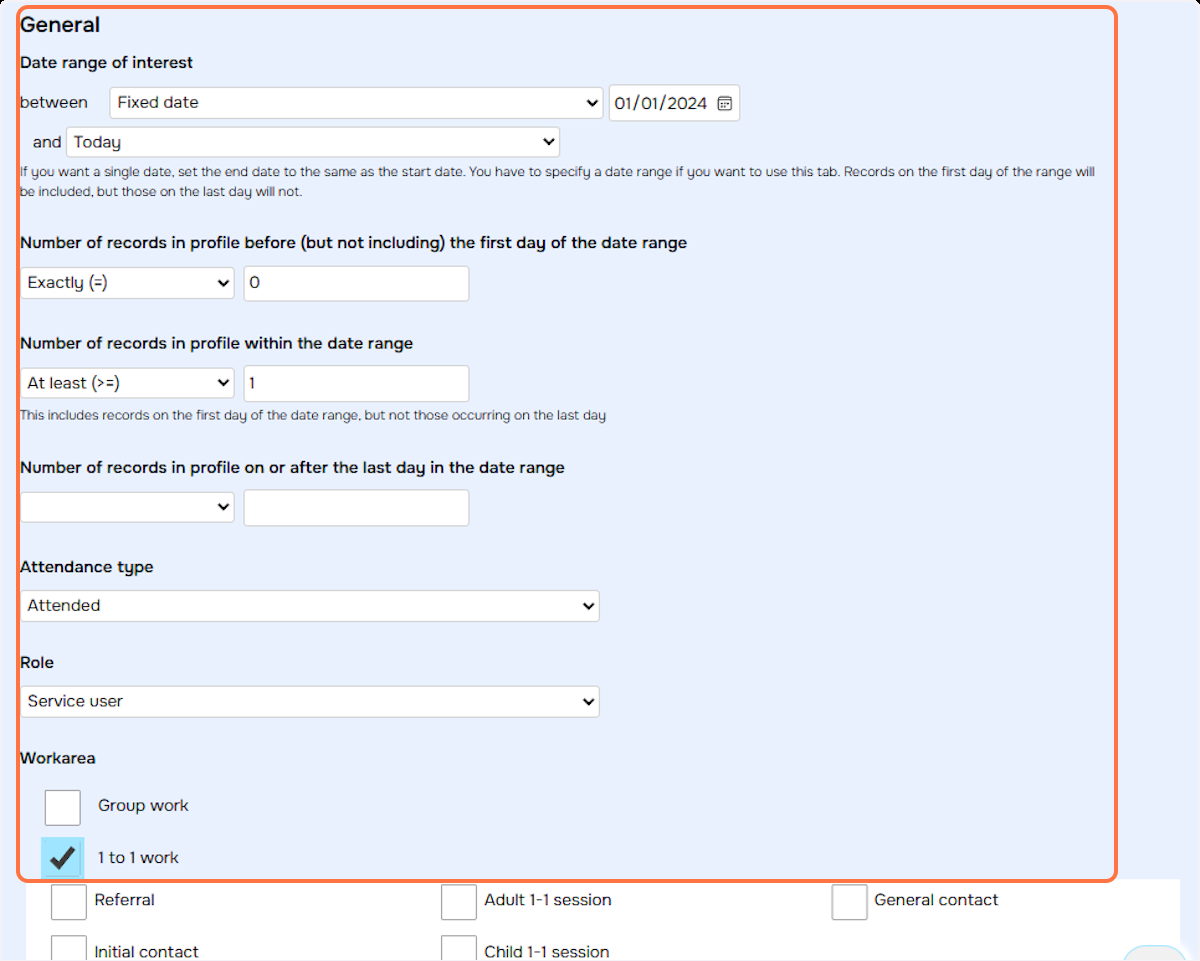 General
Date range of interest
between Fixed date 01/01/2024
and Today
If you want a single date, set the end date to the same as the start date. You have to specify a date range if you want to use this tab. Records on the first day of the range will
be included, but those on the last day will not.
Number of records in profile before (but not including) the first day of the date range
Exactly (=) 0
Number of records in profile within the date range
At least (>=) 1
This includes records on the first day of the date range, but not those occurring on the last day
Number of records in profile on or after the last day in the date range
Attendance type
Attended
Role
Service user
Workarea
Group work
1 to 1 work
Referral Adult 1-1 session General contact
Initial contact Child 1-1 session